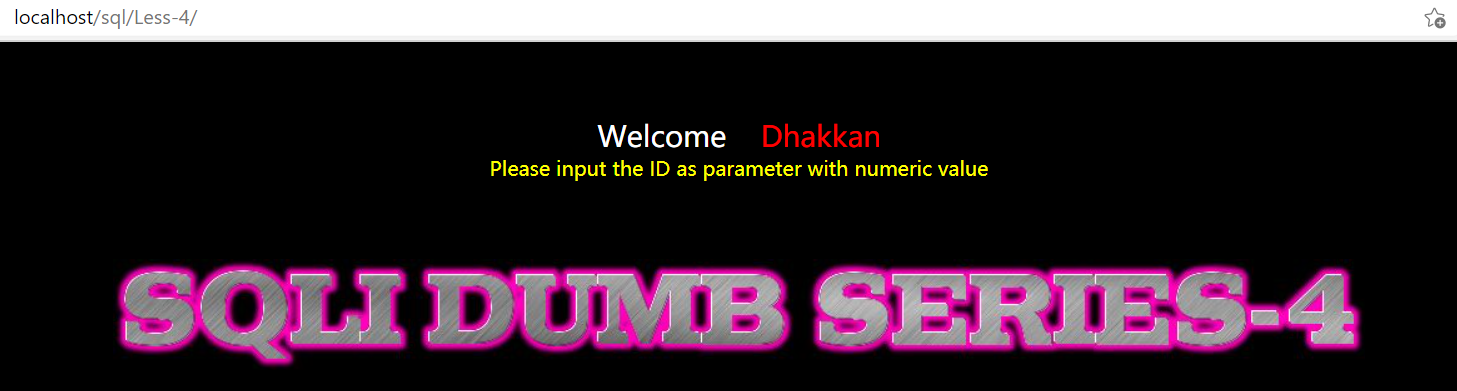 localhost/sql/Less-4/
Welcome Dhakkan
Please input the ID as parameter with numeric value
SQLI DUMB SERIES-4